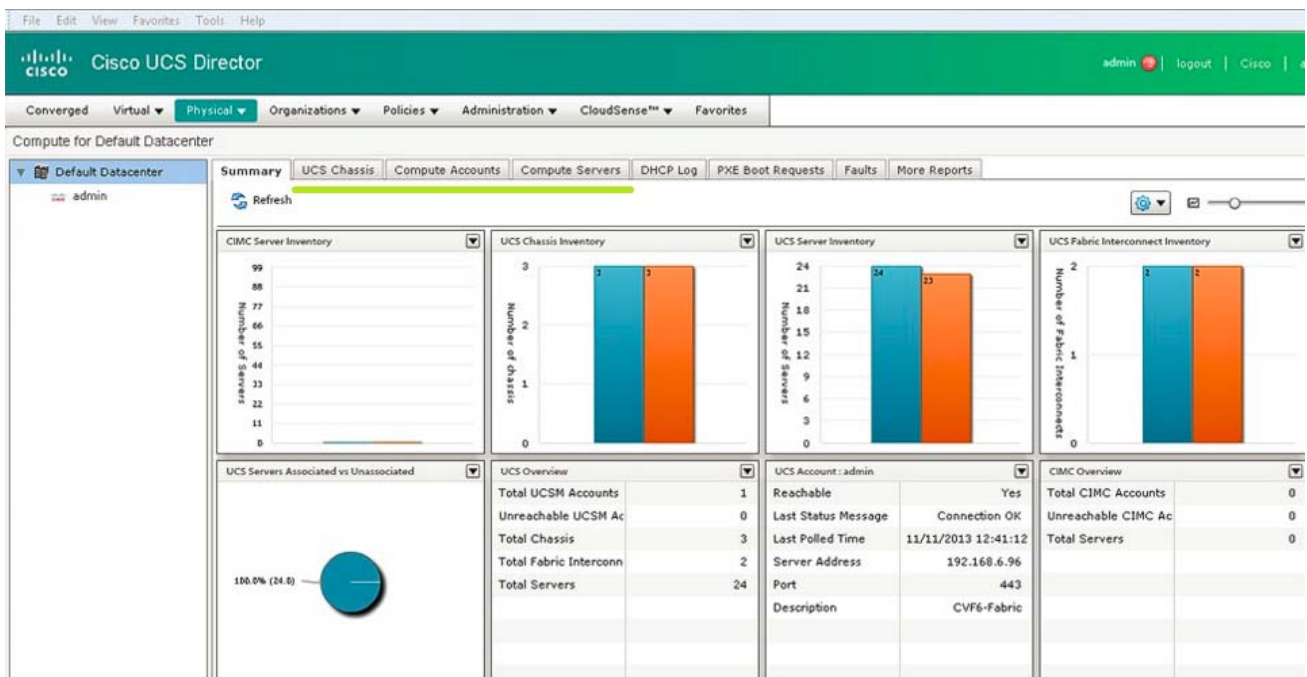 File Edit View Favorites Tools Help
cisco Cisco UCS Director
admin | logout | Cisco |
Converged Virtual Physical Organizations Policies Administration CloudSense™ Favorites
Compute for Default Datacenter
Default Datacenter
admin
Summary UCS Chassis Compute Accounts Compute Servers DHCP Log PXE Boot Requests Faults More Reports
Refresh
CIMC Server Inventory
Number of Servers
99
88
77
66
55
44
33
22
11
0
UCS Chassis Inventory
Number of chassis
3
2
1
0
3 3
UCS Server Inventory
Number of Servers
24
21
18
15
12
9
6
3
0
24 23
UCS Fabric Interconnect Inventory
Number of Fabric Interconnects
2
1
0
2 2
UCS Servers Associated vs Unassociated
100.0% (24.0)
UCS Overview
Total UCSM Accounts 1
Unreachable UCSM Ac 0
Total Chassis 3
Total Fabric Interconn 2
Total Servers 24
UCS Account : admin
Reachable Yes
Last Status Message Connection OK
Last Polled Time 11/11/2013 12:41:12
Server Address 192.168.6.96
Port 443
Description CVF6-Fabric
CIMC Overview
Total CIMC Accounts 0
Unreachable CIMC Ac 0
Total Servers 0